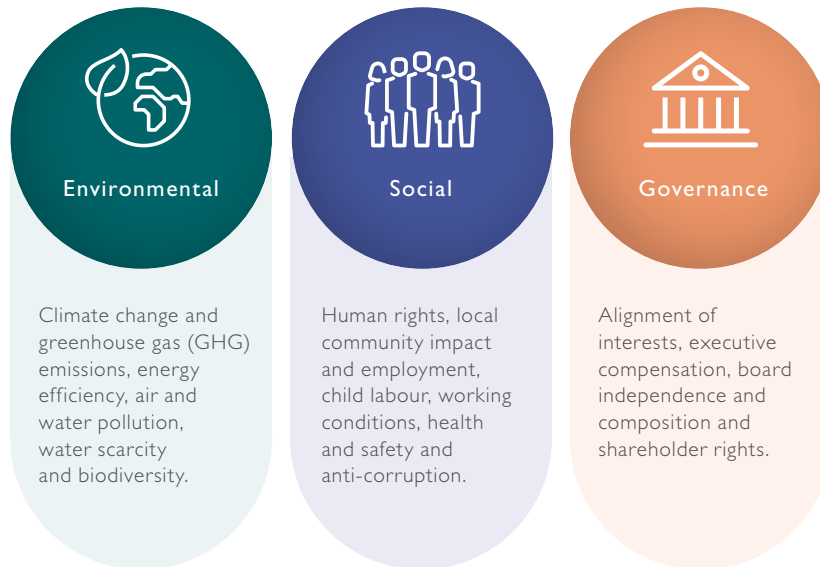 Environmental
Climate change and
greenhouse gas (GHG)
emissions, energy
efficiency, air and
water pollution,
water scarcity
and biodiversity.
Social
Human rights, local
community impact
and employment,
child labour, working
conditions, health
and safety and
anti-corruption.
Governance
Alignment of
interests, executive
compensation, board
independence and
composition and
shareholder rights.